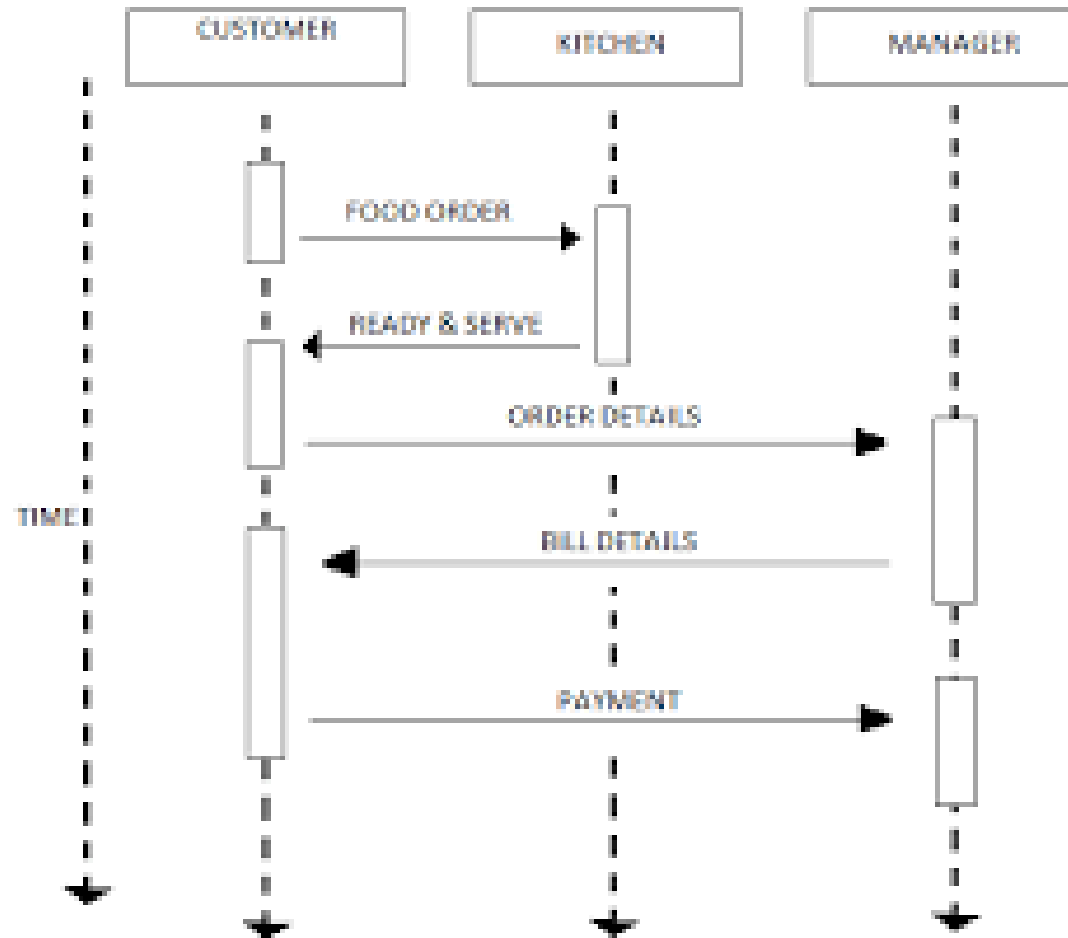 CUSTOMER
KITCHEN
MANAGER
FOOD ORDER
READY & SERVE
ORDER DETAILS
TIME
BILL DETAILS
PAYMENT